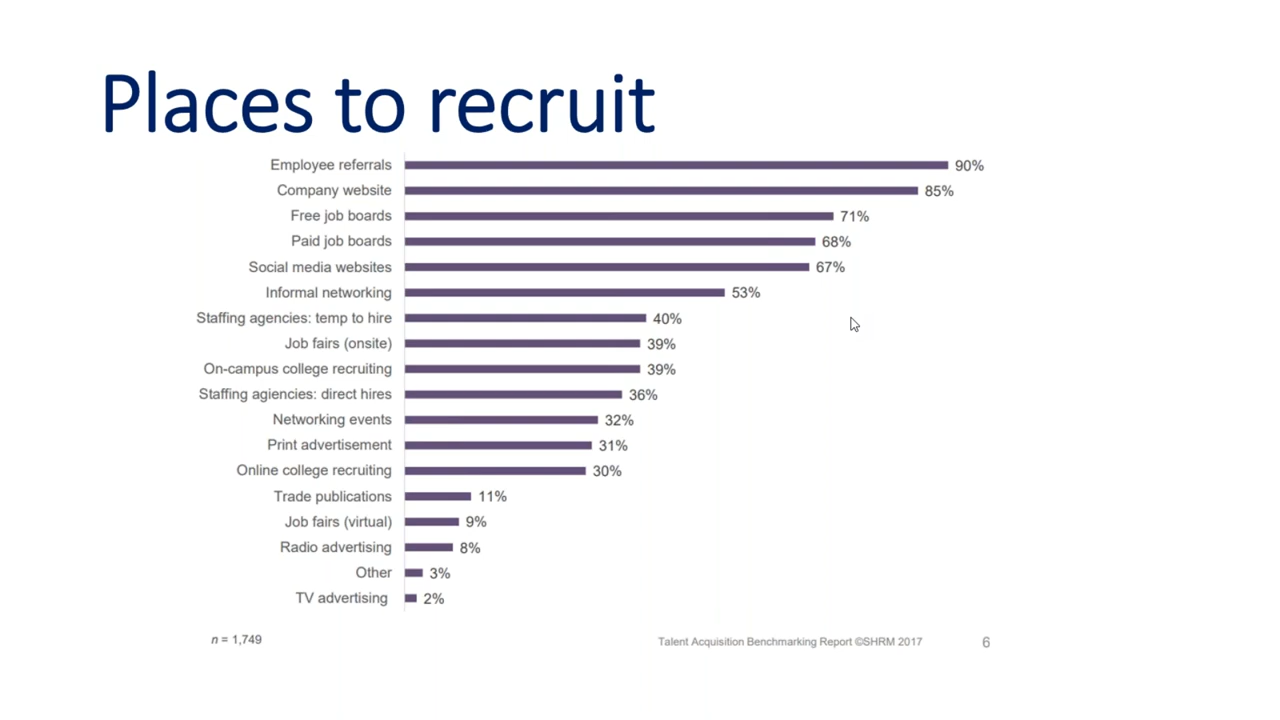 Places to recruit
Employee referrals 90%
Company website 85%
Free job boards 71%
Paid job boards 68%
Social media websites 67%
Informal networking 53%
Staffing agencies: temp to hire 40%
Job fairs (onsite) 39%
On-campus college recruiting 39%
Staffing agiencies: direct hires 36%
Networking events 32%
Print advertisement 31%
Online college recruiting 30%
Trade publications 11%
Job fairs (virtual) 9%
Radio advertising 8%
Other 3%
TV advertising 2%
n = 1,749 Talent Acquisition Benchmarking Report ©SHRM 2017 6